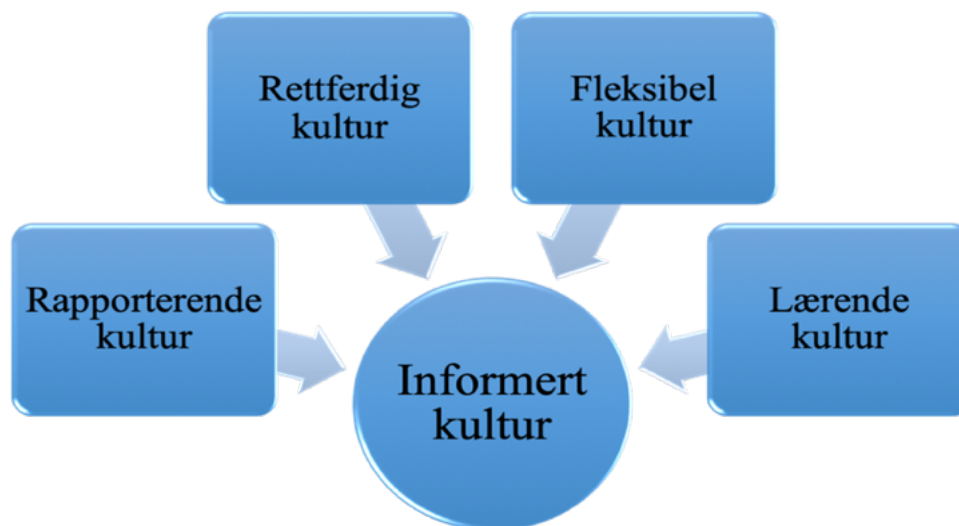 Rettferdig
kultur
Fleksibel
kultur
Rapporterende
kultur
Lærende
kultur
Informert
kultur